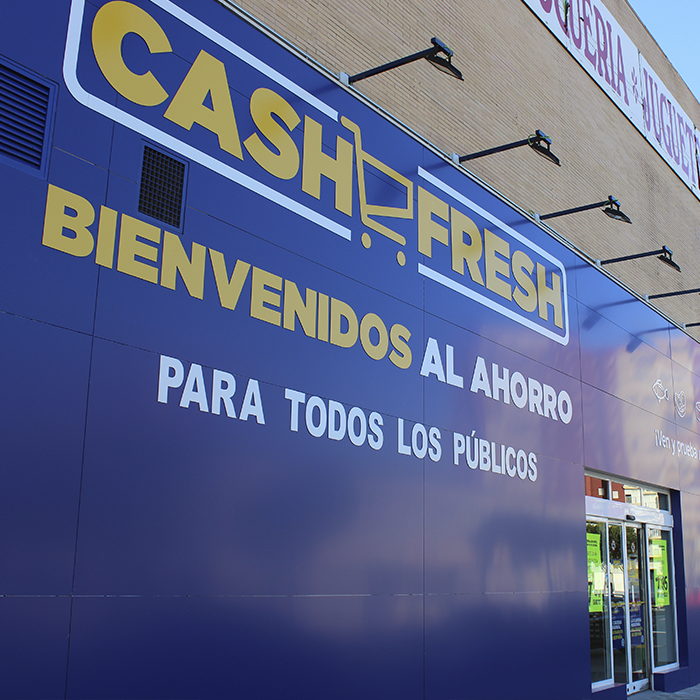 CASH FRESH
BIENVENIDOS AL AHORRO
PARA TODOS LOS PÚBLICOS
¡Ven y prueba